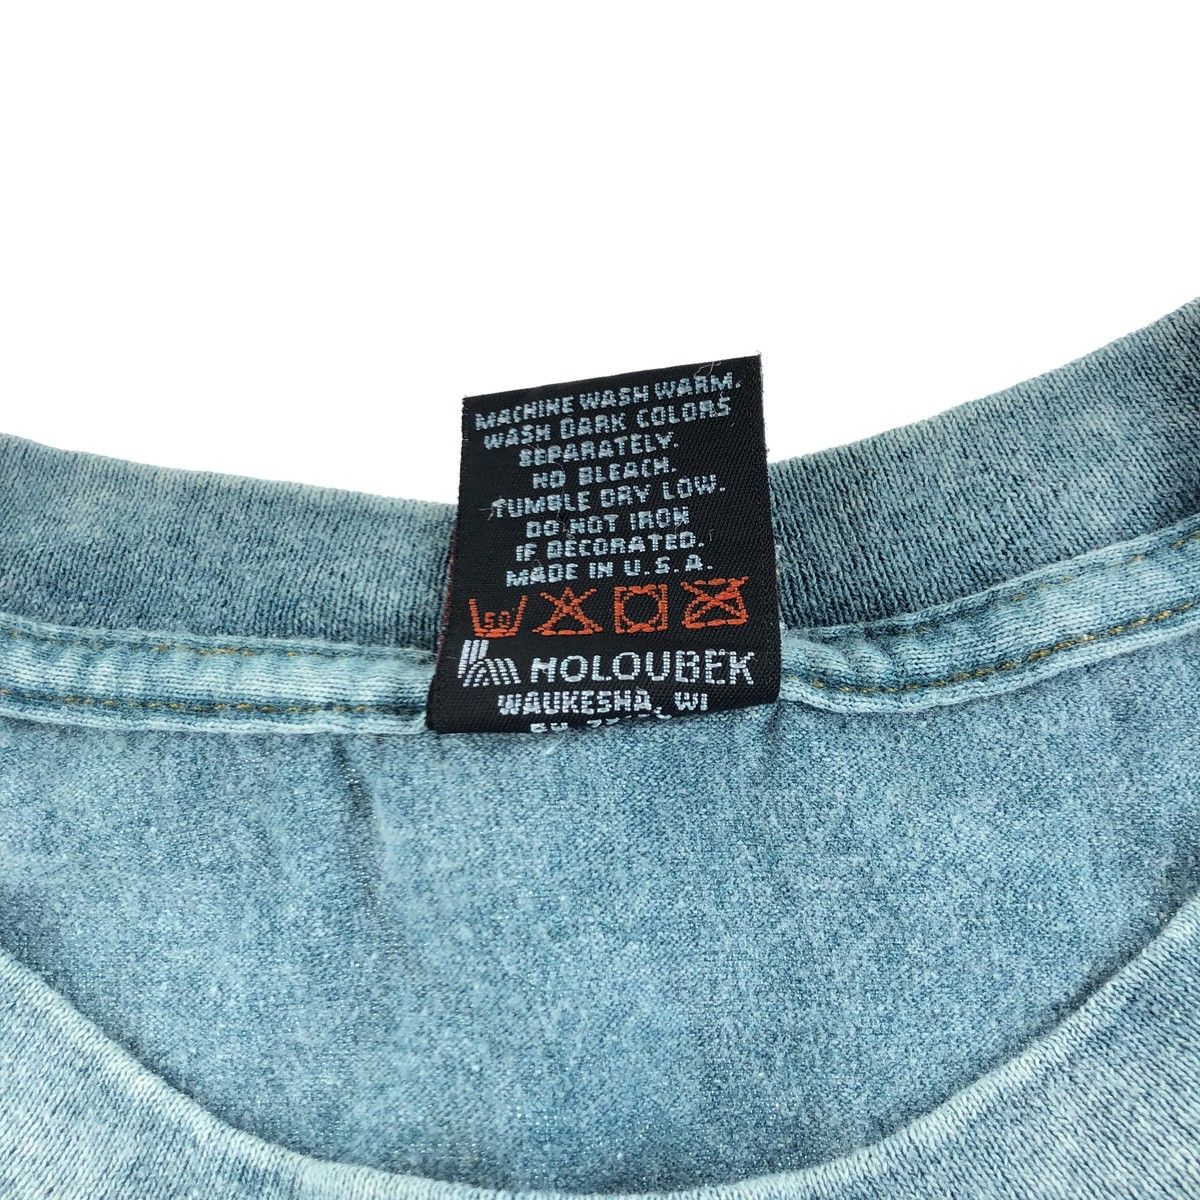 MACHINE WASH WARM.
WASH DARK COLORS
SEPARATELY.
NO BLEACH.
TUMBLE DRY LOW.
DO NOT IRON
IF DECORATED.
MADE IN U.S.A.
50
HOLOUBEK
WAUKESHA, WI